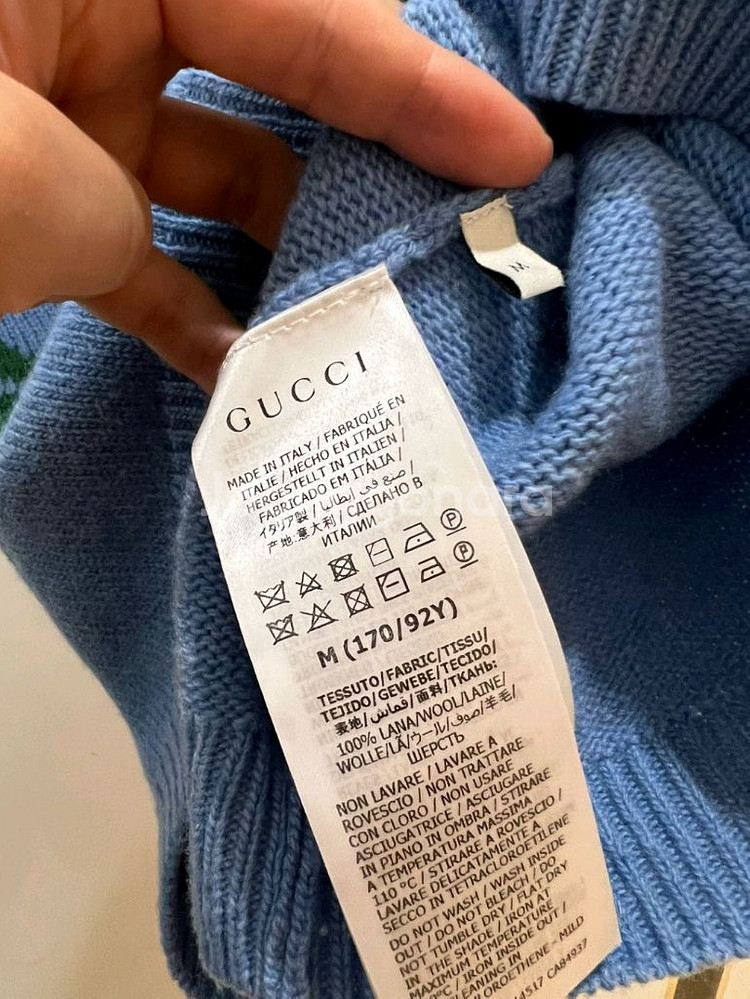 M
GUCCI
MADE IN ITALY / FABRIQUÉ EN
ITALIE / HECHO EN ITALIA /
HERGESTELLT IN ITALIEN /
FABRICADO EM ITÁLIA /
イタリア製 / صنع في ايطاليا /
产地:意大利 / СДЕЛАНО В
ИТАЛИИ
M (170/92Y)
TESSUTO/FABRIC/TISSU/
TEJIDO/GEWEBE/TECIDO/
表地/قماش/面料/ТКАНЬ:
100% LANA/WOOL/LAINE/
WOLLE/LÃ/ウール/صوف/羊毛/
ШЕРСТЬ
NON LAVARE / LAVARE A
ROVESCIO / NON TRATTARE
CON CLORO / NON USARE
ASCIUGATRICE / ASCIUGARE
IN PIANO IN OMBRA / STIRARE
A TEMPERATURA MASSIMA
110 °C / STIRARE A ROVESCIO /
LAVARE DELICATAMENTE A
SECCO IN TETRACLOROETILENE
DO NOT WASH / WASH INSIDE
OUT / DO NOT BLEACH / DO
NOT TUMBLE DRY / FLAT DRY
IN THE SHADE / IRON AT
MAXIMUM TEMPERATURE
°C / IRON INSIDE OUT /
- MILD
CA84937